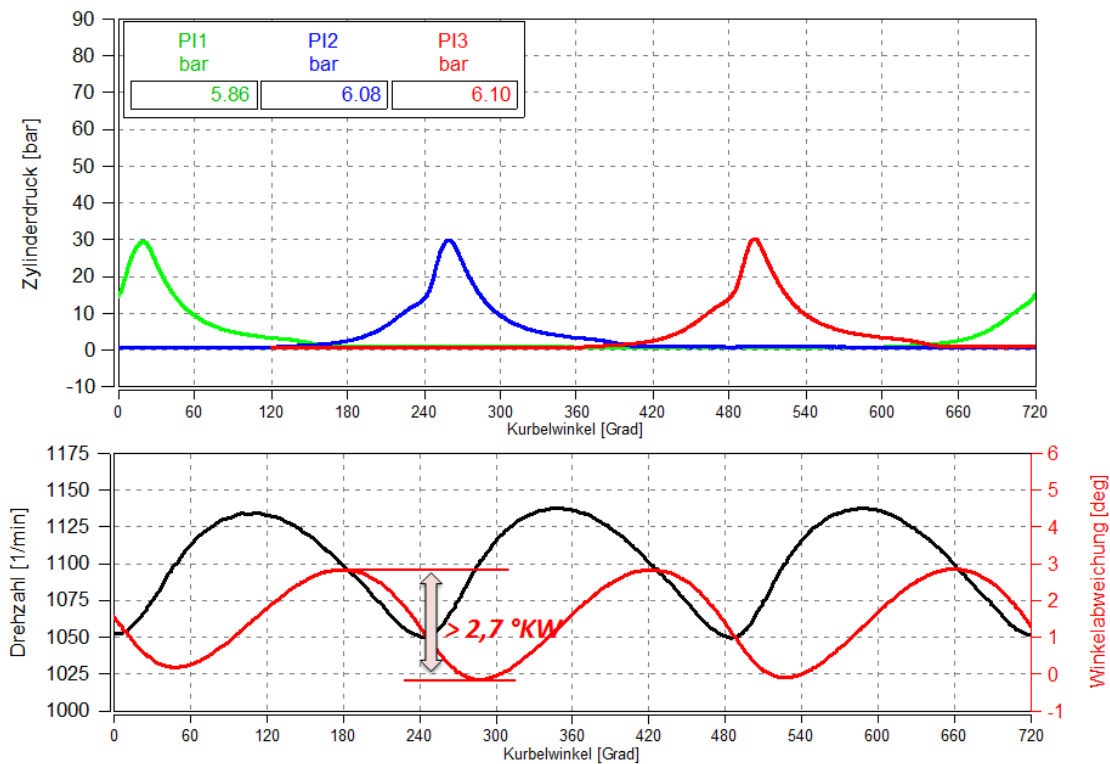 PI1 PI2 PI3
bar bar bar
5.86 6.08 6.10
Zylinderdruck [bar]
90
80
70
60
50
40
30
20
10
0
-10
0 60 120 180 240 300 360 420 480 540 600 660 720
Kurbelwinkel [Grad]
Drehzahl [1/min]
1175
1150
1125
1100
1075
1050
1025
1000
> 2,7 °KW
6
5
4
3
2
1
0
-1
Winkelabweichung [deg]
0 60 120 180 240 300 360 420 480 540 600 660 720
Kurbelwinkel [Grad]